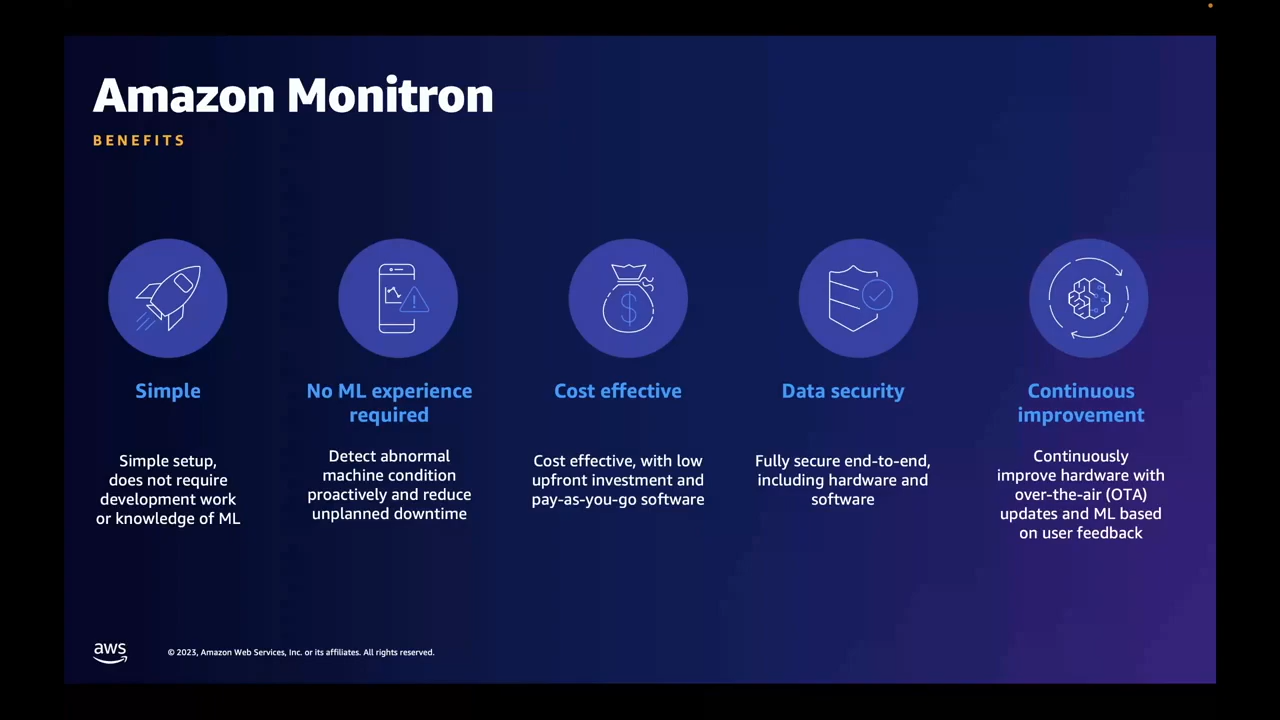 Amazon Monitron
BENEFITS
Simple
Simple setup,
does not require
development work
or knowledge of ML
No ML experience
required
Detect abnormal
machine condition
proactively and reduce
unplanned downtime
Cost effective
Cost effective, with low
upfront investment and
pay-as-you-go software
Data security
Fully secure end-to-end,
including hardware and
software
Continuous
improvement
Continuously
improve hardware with
over-the-air (OTA)
updates and ML based
on user feedback
aws
© 2023, Amazon Web Services, Inc. or its affiliates. All rights reserved.